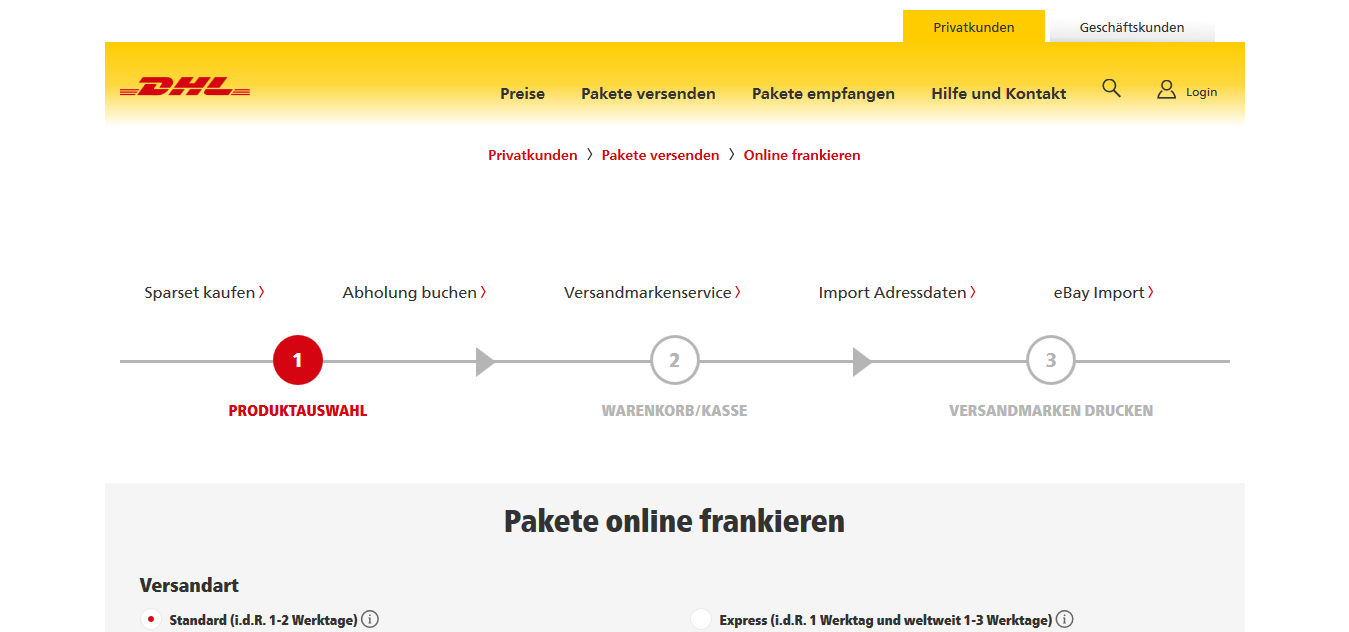 Privatkunden Geschäftskunden
DHL
Preise Pakete versenden Pakete empfangen Hilfe und Kontakt Login
Privatkunden 〉 Pakete versenden 〉 Online frankieren
Sparset kaufen 〉 Abholung buchen 〉 Versandmarkenservice 〉 Import Adressdaten 〉 eBay Import 〉
1 2 3
PRODUKTAUSWAHL WARENKORB/KASSE VERSANDMARKEN DRUCKEN
Pakete online frankieren
Versandart
Standard (i.d.R. 1-2 Werktage) i Express (i.d.R. 1 Werktag und weltweit 1-3 Werktage) i